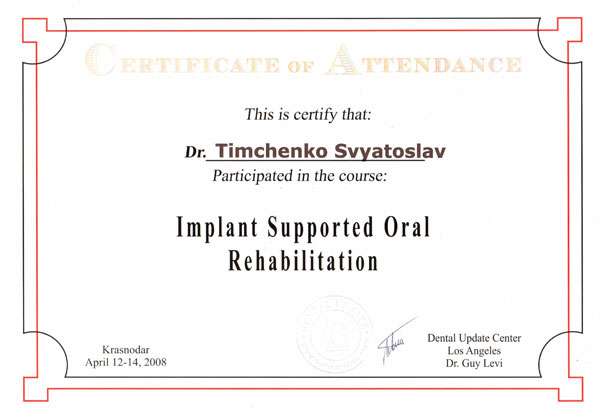 CERTIFICATE OF ATTENDANCE
This is certify that:
Dr. Timchenko Svyatoslav
Participated in the course:
Implant Supported Oral
Rehabilitation
Krasnodar
April 12-14, 2008
Dental Update Center
Los Angeles
Dr. Guy Levi